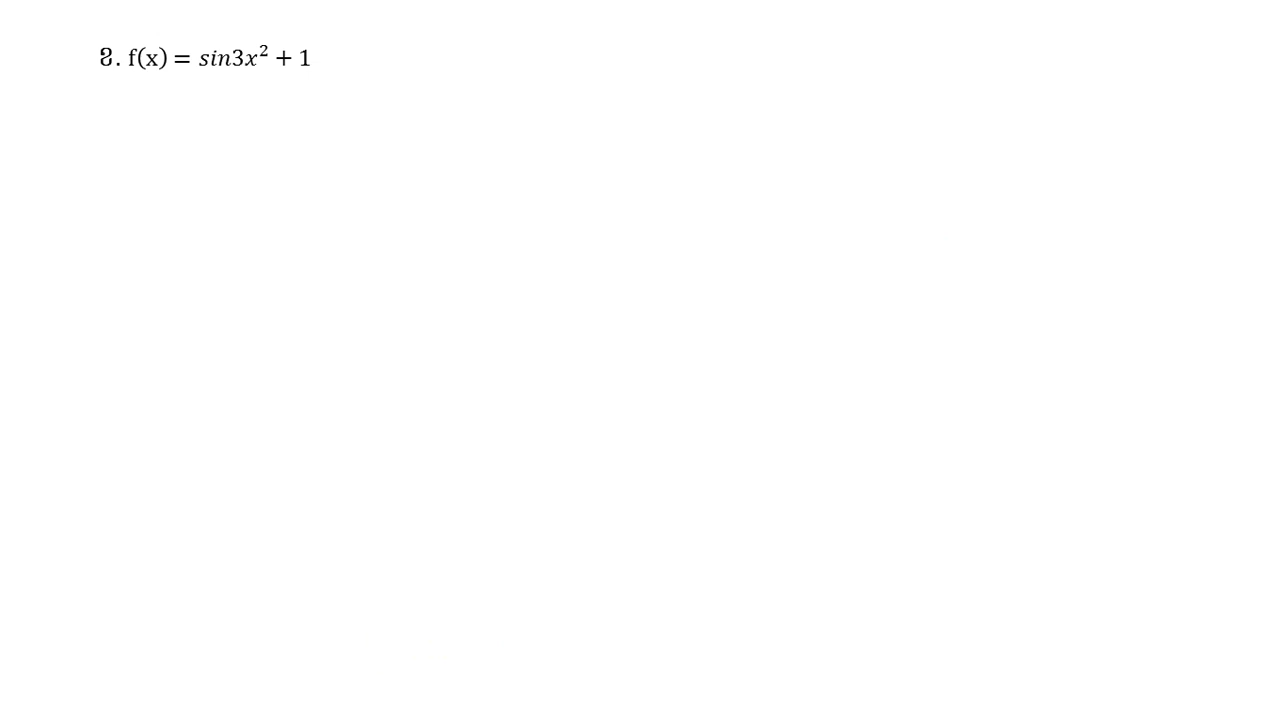 8. f(x) = sin3x² + 1